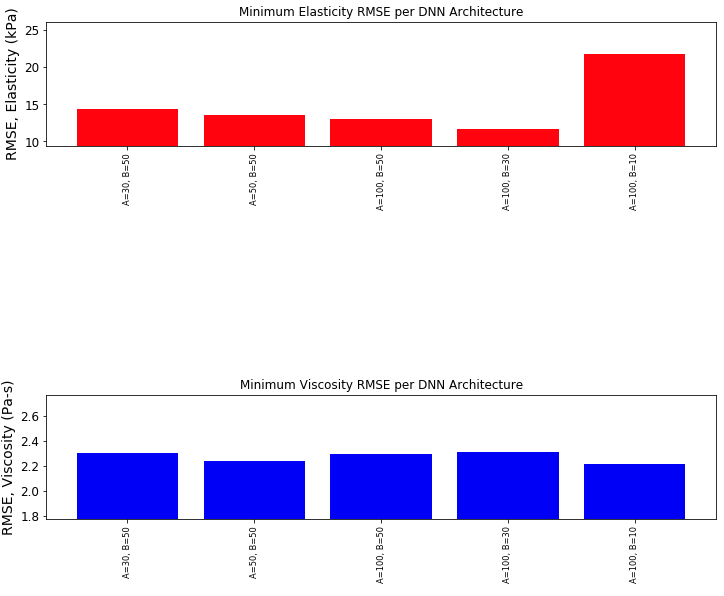 Minimum Elasticity RMSE per DNN Architecture
RMSE, Elasticity (kPa)
25
20
15
10
A=30, B=50
A=50, B=50
A=100, B=50
A=100, B=30
A=100, B=10
Minimum Viscosity RMSE per DNN Architecture
RMSE, Viscosity (Pa-s)
2.6
2.4
2.2
2.0
1.8
A=30, B=50
A=50, B=50
A=100, B=50
A=100, B=30
A=100, B=10